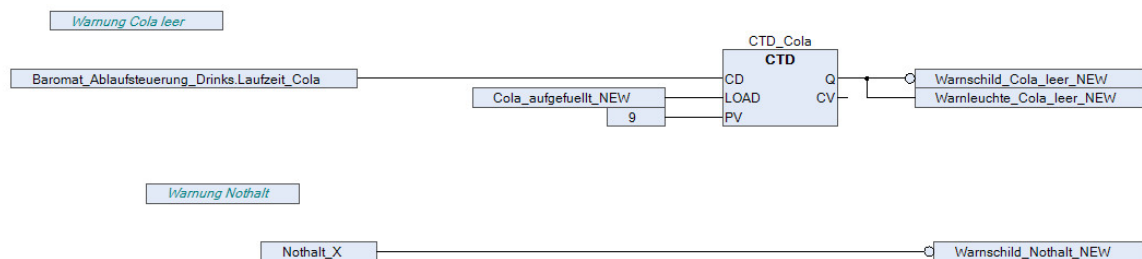 Warnung Cola leer
CTD_Cola
CTD
Baromat_Ablaufsteuerung_Drinks.Laufzeit_Cola
CD
Q
Warnschild_Cola_leer_NEW
Cola_aufgefuellt_NEW
LOAD
CV
Warnleuchte_Cola_leer_NEW
9
PV
Warnung Nothalt
Nothalt_X
Warnschild_Nothalt_NEW